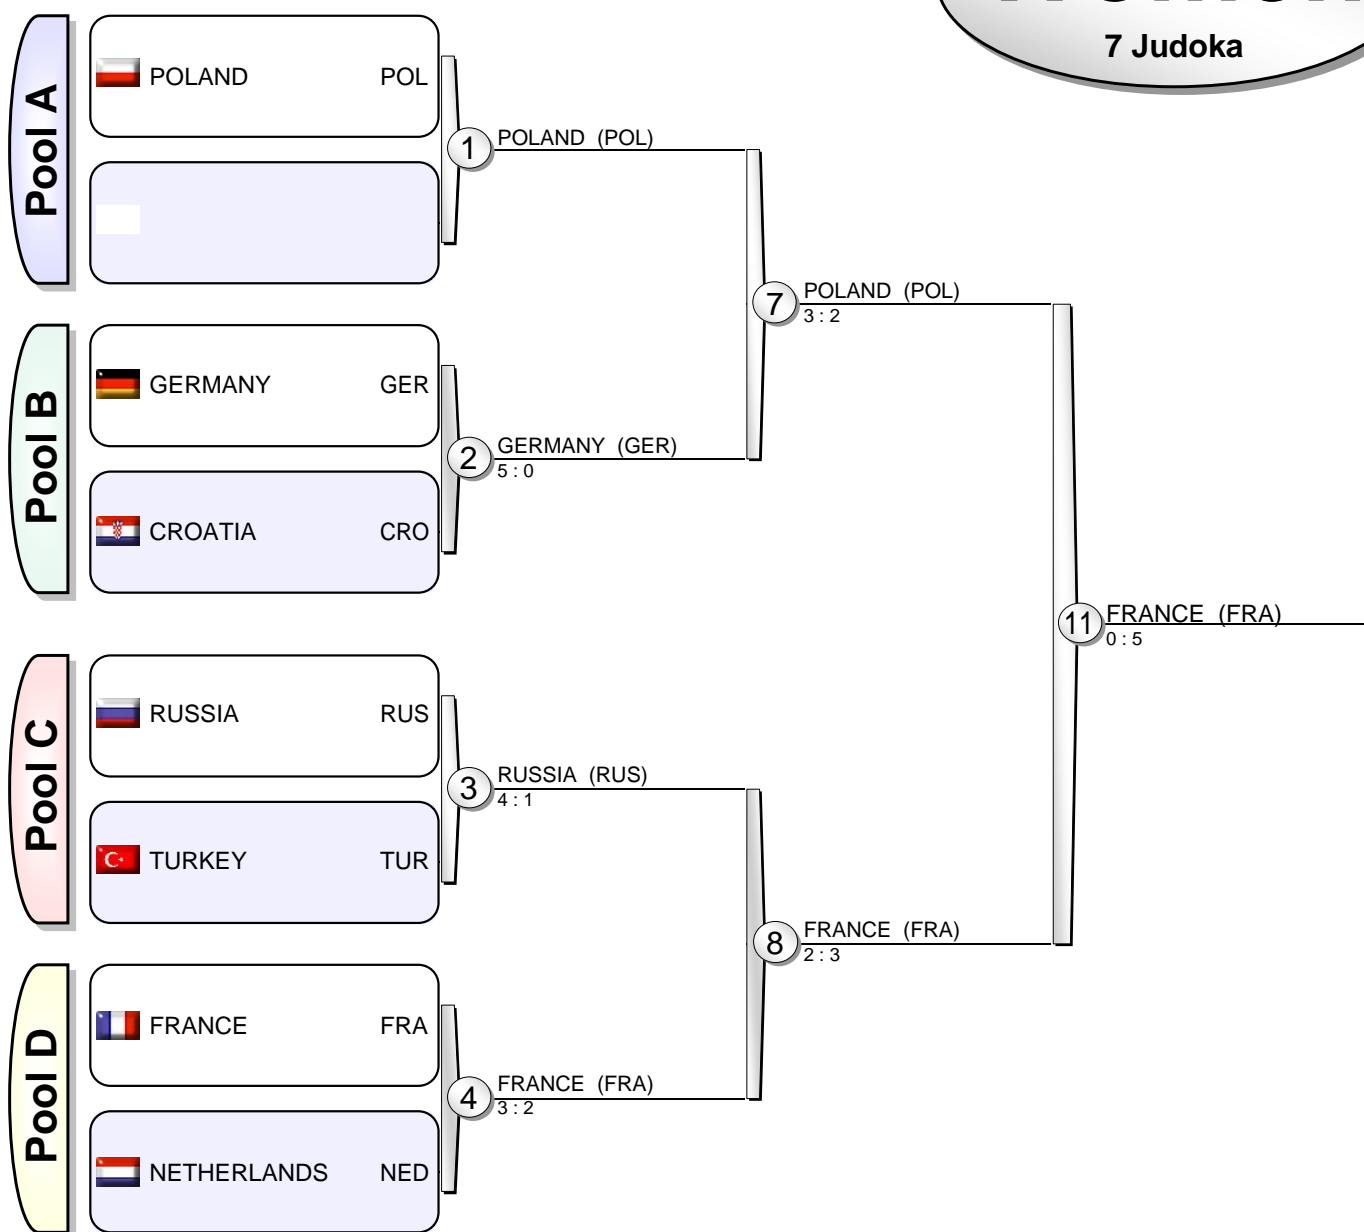 7 Judoka
Pool A
POLAND POL
1 POLAND (POL)
7 POLAND (POL)
3 : 2
Pool B
GERMANY GER
2 GERMANY (GER)
5 : 0
CROATIA CRO
11 FRANCE (FRA)
0 : 5
Pool C
RUSSIA RUS
3 RUSSIA (RUS)
4 : 1
TURKEY TUR
8 FRANCE (FRA)
2 : 3
Pool D
FRANCE FRA
4 FRANCE (FRA)
3 : 2
NETHERLANDS NED